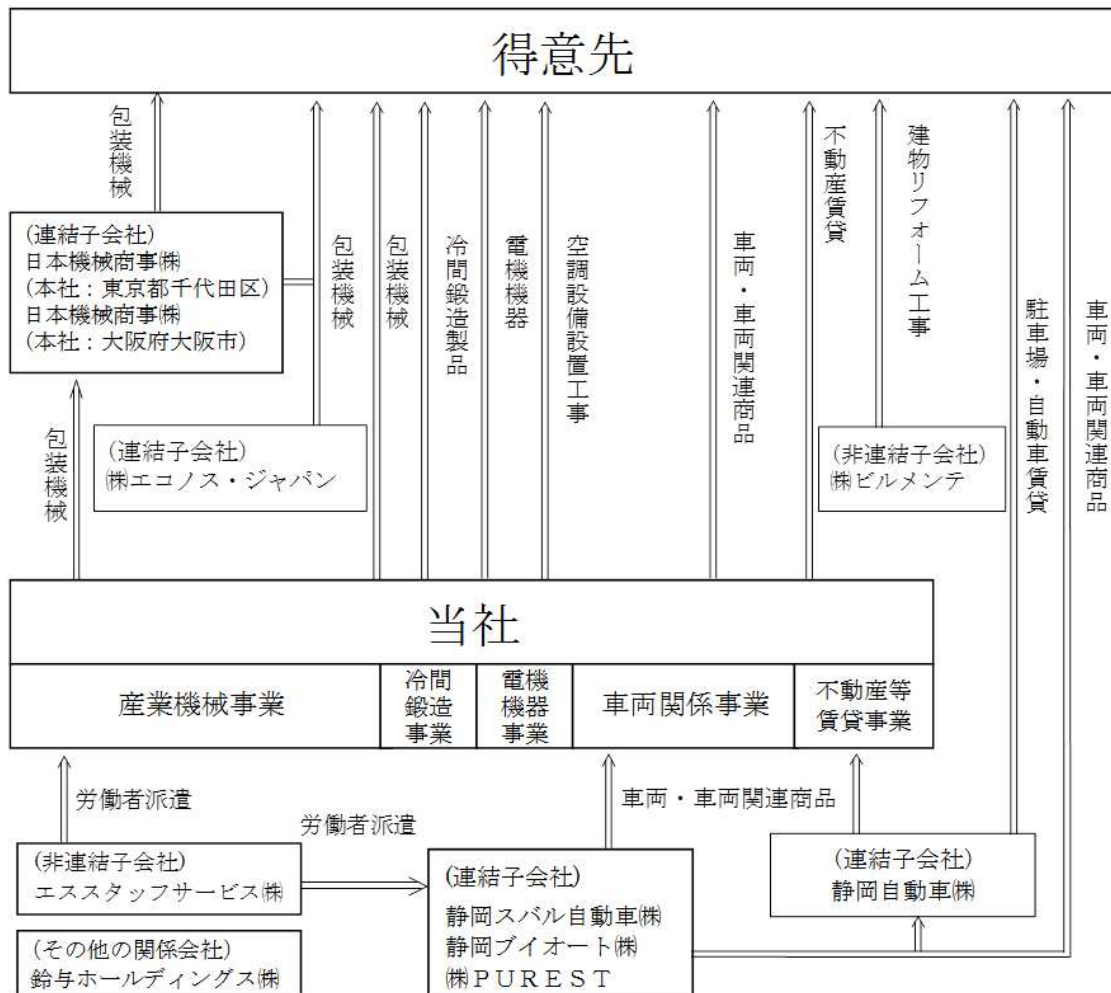 得意先
包装機械
包装機械
包装機械
冷間鍛造製品
電機機器
空調設備設置工事
車両・車両関連商品
不動産賃貸
建物リフォーム工事
駐車場・自動車賃貸
車両・車両関連商品
(連結子会社)
日本機械商事㈱
(本社：東京都千代田区)
日本機械商事㈱
(本社：大阪府大阪市)
包装機械
(連結子会社)
㈱エコノス・ジャパン
(非連結子会社)
㈱ビルメンテ
当社
産業機械事業
冷間
鍛造
事業
電機
機器
事業
車両関係事業
不動産等
賃貸事業
労働者派遣
労働者派遣
車両・車両関連商品
(非連結子会社)
エススタッフサービス㈱
(連結子会社)
静岡スバル自動車㈱
静岡ブイオート㈱
㈱ＰＵＲＥＳＴ
(連結子会社)
静岡自動車㈱
(その他の関係会社)
鈴与ホールディングス㈱